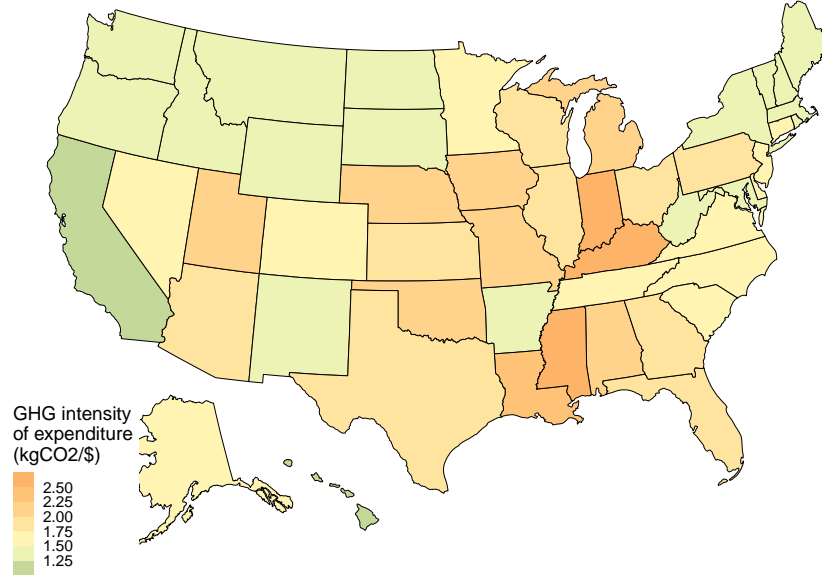 GHG intensity
of expenditure
(kgCO2/$)
2.50
2.25
2.00
1.75
1.50
1.25